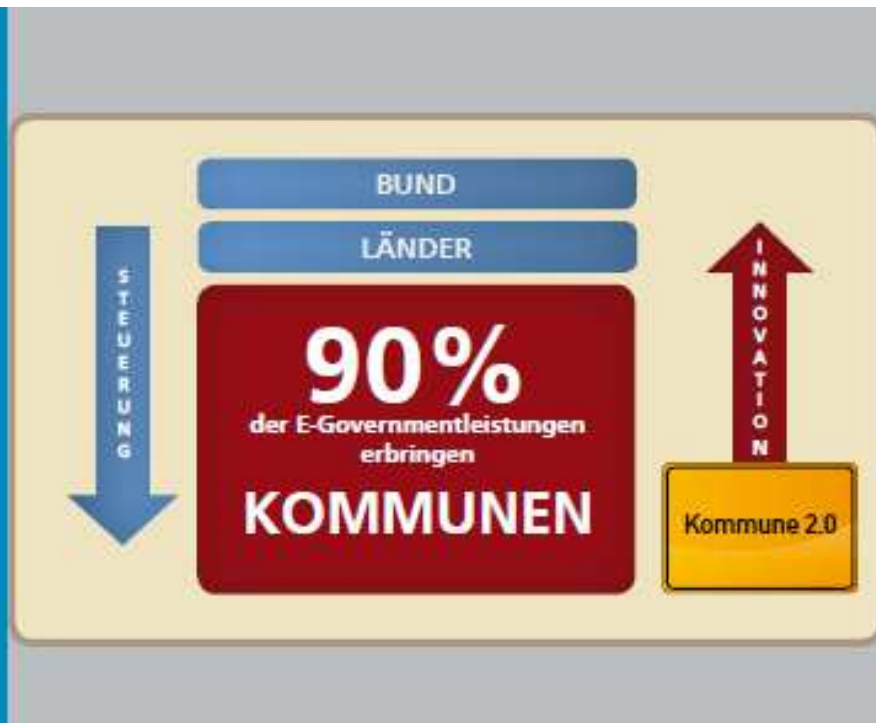 BUND
LÄNDER
STEUERUNG
90%
der E-Governmentleistungen
erbringen
KOMMUNEN
INNOVATION
Kommune 2.0